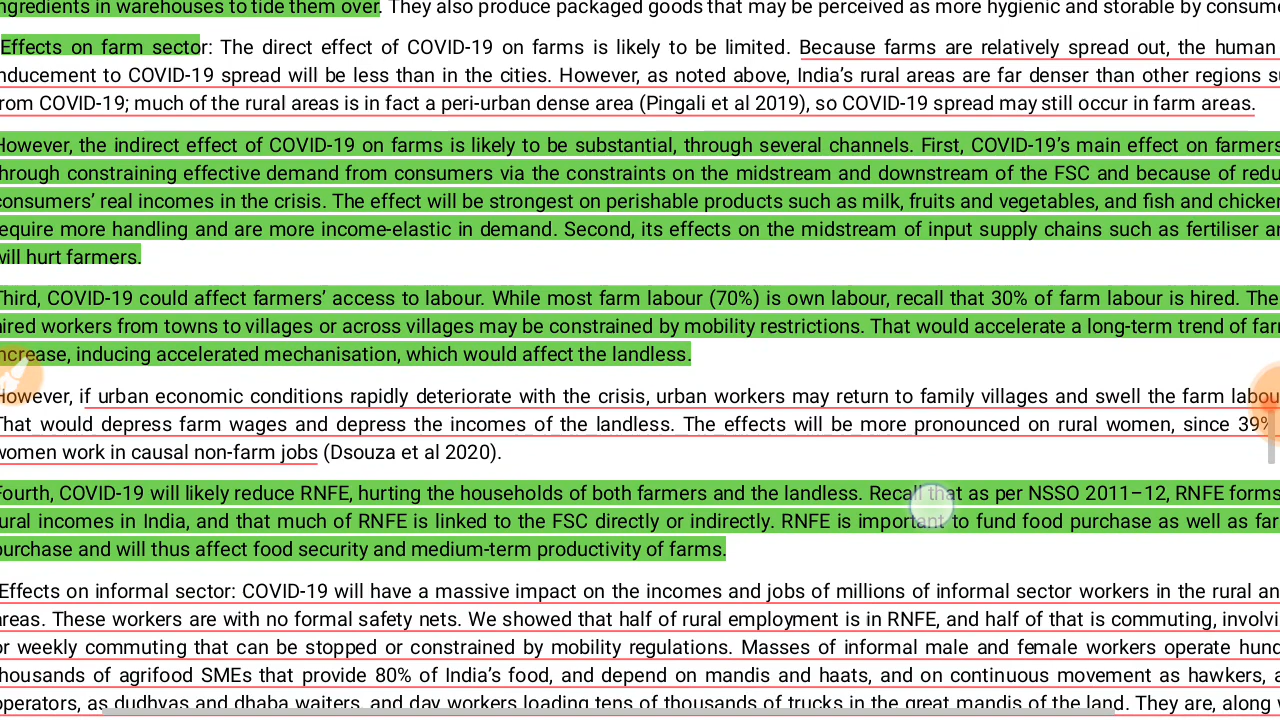 ingredients in warehouses to tide them over. They also produce packaged goods that may be perceived as more hygienic and storable by
Effects on farm sector: The direct effect of COVID-19 on farms is likely to be limited. Because farms are relatively spread out, the human
nducement to COVID-19 spread will be less than in the cities. However, as noted above, India’s rural areas are far denser than other regions
rom COVID-19; much of the rural areas is in fact a peri-urban dense area (Pingali et al 2019), so COVID-19 spread may still occur in farm areas.
However, the indirect effect of COVID-19 on farms is likely to be substantial, through several channels. First, COVID-19’s main effect on farmers
hrough constraining effective demand from consumers via the constraints on the midstream and downstream of the FSC and because of redu
consumers’ real incomes in the crisis. The effect will be strongest on perishable products such as milk, fruits and vegetables, and fish and chicken
equire more handling and are more income-elastic in demand. Second, its effects on the midstream of input supply chains such as fertiliser
will hurt farmers.
Third, COVID-19 could affect farmers’ access to labour. While most farm labour (70%) is own labour, recall that 30% of farm labour is hired. The
hired workers from towns to villages or across villages may be constrained by mobility restrictions. That would accelerate a long-term trend of
ncrease, inducing accelerated mechanisation, which would affect the landless.
However, if urban economic conditions rapidly deteriorate with the crisis, urban workers may return to family villages and swell the farm
That would depress farm wages and depress the incomes of the landless. The effects will be more pronounced on rural women, since 39%
women work in causal non-farm jobs (Dsouza et al 2020).
Fourth, COVID-19 will likely reduce RNFE, hurting the households of both farmers and the landless. Recall that as per NSSO 2011–12, RNFE forms
rural incomes in India, and that much of RNFE is linked to the FSC directly or indirectly. RNFE is important to fund food purchase as well as
purchase and will thus affect food security and medium-term productivity of farms.
Effects on informal sector: COVID-19 will have a massive impact on the incomes and jobs of millions of informal sector workers in the rural
areas. These workers are with no formal safety nets. We showed that half of rural employment is in RNFE, and half of that is commuting,
or weekly commuting that can be stopped or constrained by mobility regulations. Masses of informal male and female workers operate
housands of agrifood SMEs that provide 80% of India’s food, and depend on mandis and haats, and on continuous movement as hawkers,
operators, as dudhyas and dhaba waiters, and day workers loading tens of thousands of trucks in the great mandis of the land. They are, along